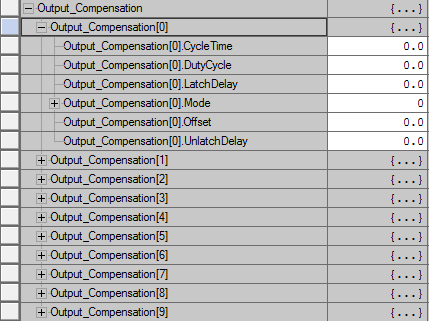 Output_Compensation {...}
Output_Compensation[0] {...}
Output_Compensation[0].CycleTime 0.0
Output_Compensation[0].DutyCycle 0.0
Output_Compensation[0].LatchDelay 0.0
Output_Compensation[0].Mode 0
Output_Compensation[0].Offset 0.0
Output_Compensation[0].UnlatchDelay 0.0
Output_Compensation[1] {...}
Output_Compensation[2] {...}
Output_Compensation[3] {...}
Output_Compensation[4] {...}
Output_Compensation[5] {...}
Output_Compensation[6] {...}
Output_Compensation[7] {...}
Output_Compensation[8] {...}
Output_Compensation[9] {...}